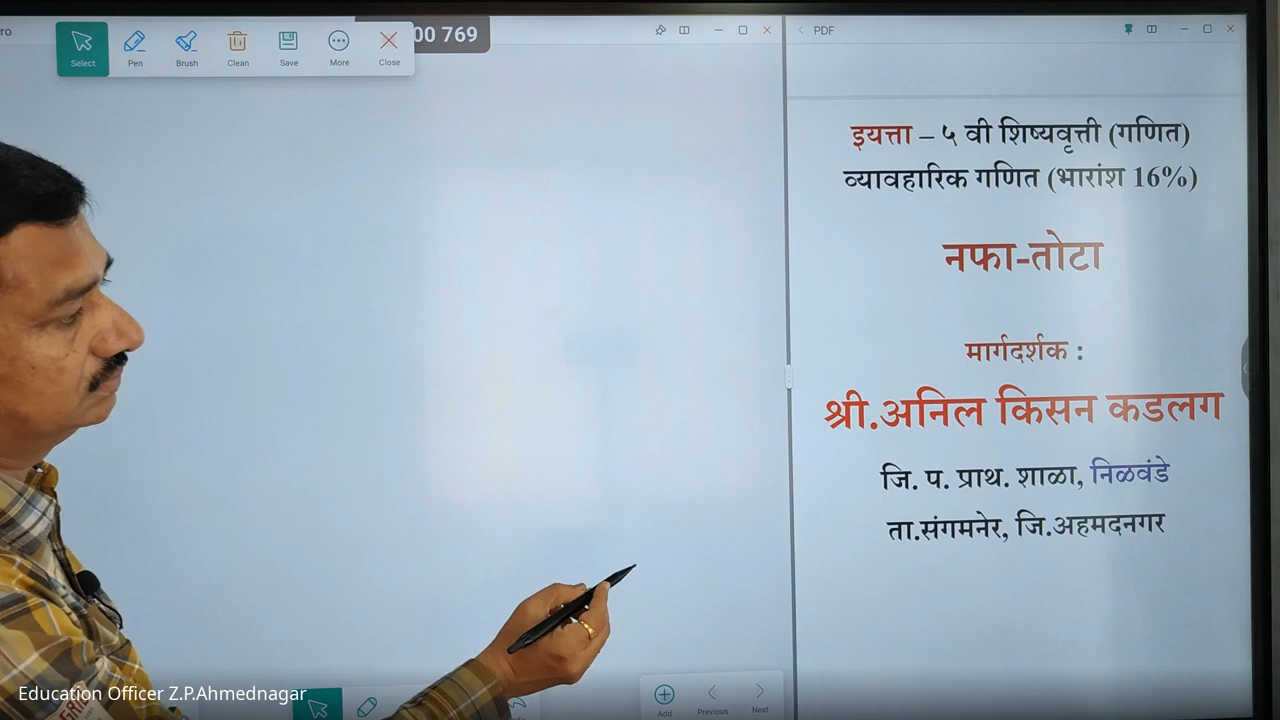 ro
00 769
Select
Pen
Brush
Clean
Save
More
Close
PDF
इयत्ता – ५ वी शिष्यवृत्ती (गणित)
व्यावहारिक गणित (भारांश 16%)
नफा-तोटा
मार्गदर्शक :
श्री.अनिल किसन कडलग
जि. प. प्राथ. शाळा, निळवंडे
ता.संगमनेर, जि.अहमदनगर
Education Officer Z.P.Ahmednagar
Add
Previous
Next